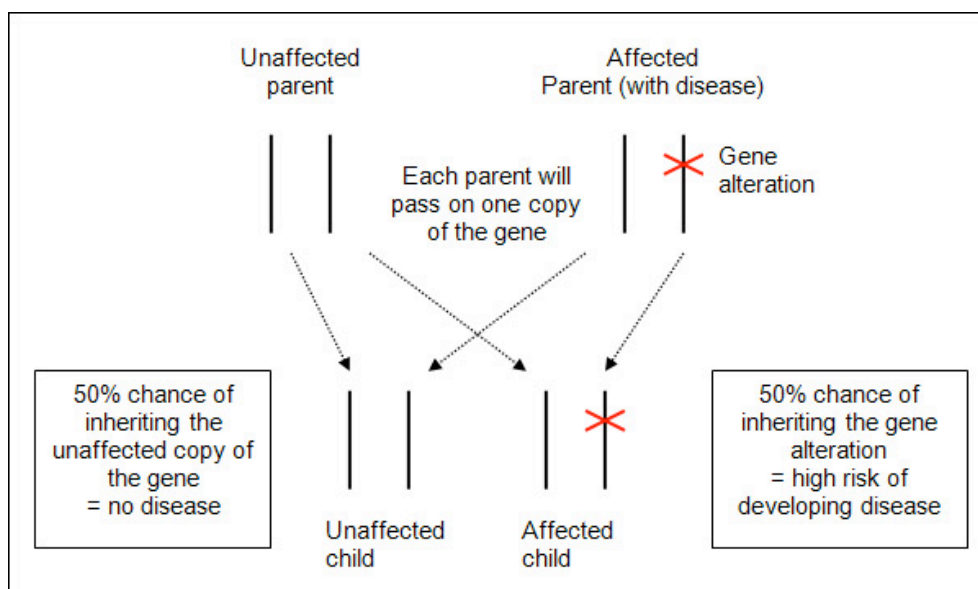 Unaffected
parent
Affected
Parent (with disease)
Each parent will
pass on one copy
of the gene
Gene
alteration
50% chance of
inheriting the
unaffected copy of
the gene
= no disease
Unaffected
child
Affected
child
50% chance of
inheriting the gene
alteration
= high risk of
developing disease